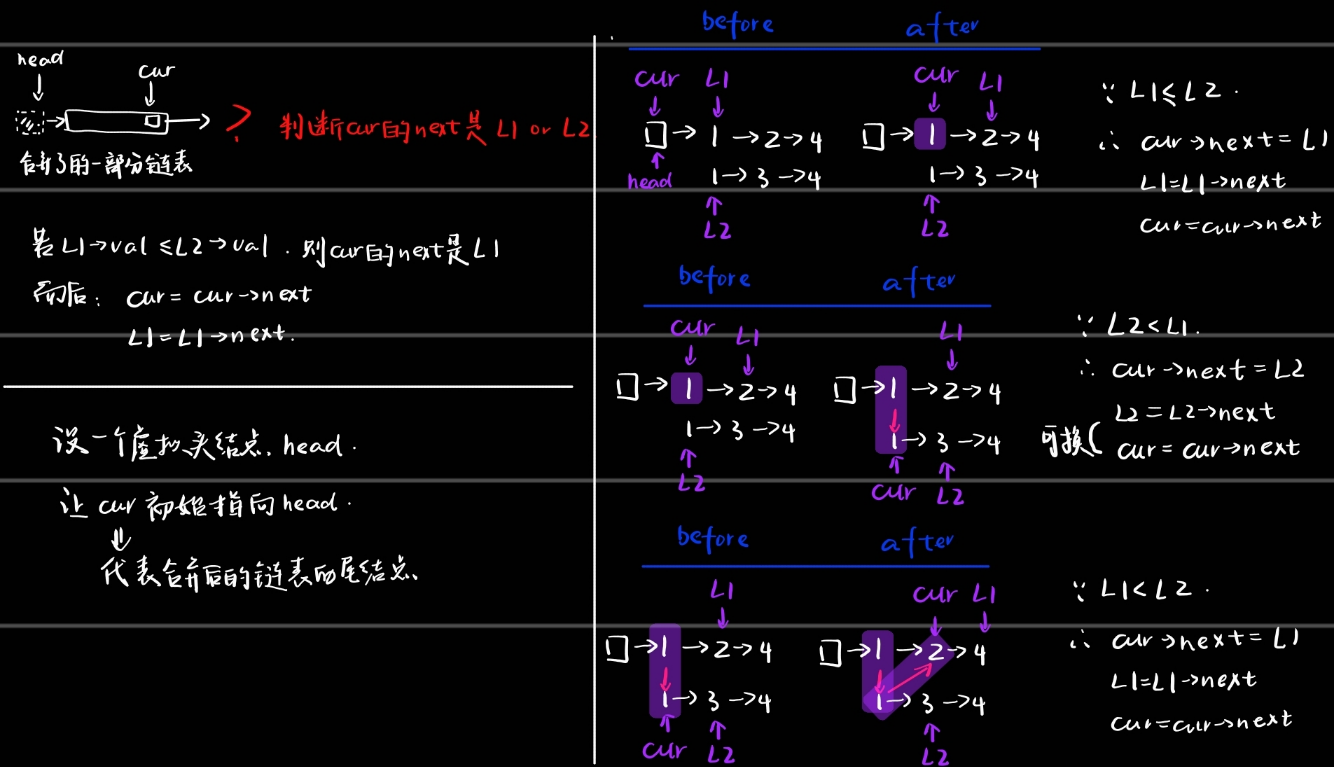 head
cur
? 判断cur的next是 L1 or L2
合并了的一部分链表
若 L1→val ≤ L2→val . 则cur的next是L1
而后: cur = cur→next
L1 = L1→next.
设一个虚拟头结点. head.
让 cur 初始指向head.
⇓
代表合并后的链表的尾结点.
before after
cur L1 cur L1
□→1→2→4 □→1→2→4
head 1→3→4 1→3→4
L2 L2
∵ L1≤L2.
∴ cur→next = L1
L1=L1→next
cur=cur→next
before after
cur L1 L1
□→1→2→4 □→1→2→4
1→3→4 1→3→4
L2 cur L2
∵ L2<L1.
∴ cur→next = L2
L2 = L2→next
可换( cur = cur→next
before after
L1 cur L1
□→1→2→4 □→1→2→4
1→3→4 1→3→4
cur L2 L2
∵ L1<L2.
∴ cur→next = L1
L1=L1→next
cur=cur→next